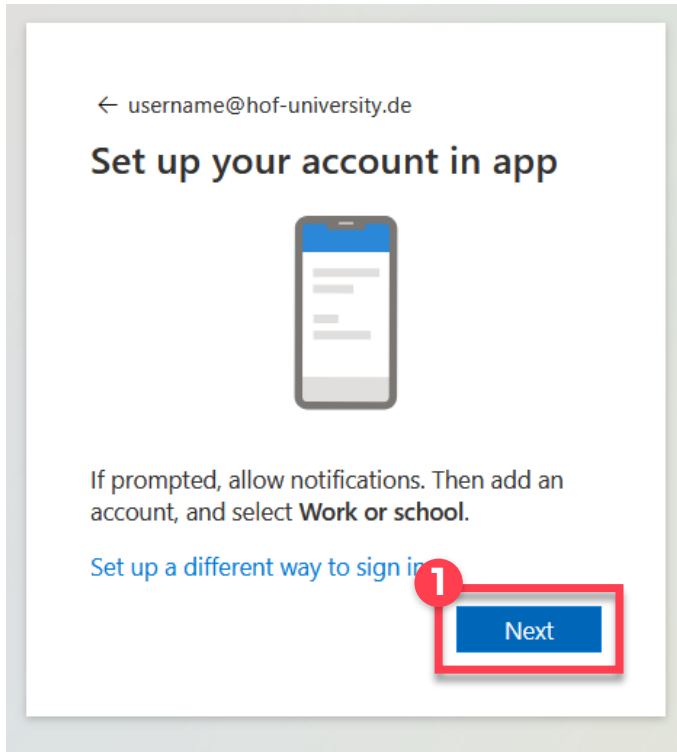 ← username@hof-university.de
Set up your account in app
If prompted, allow notifications. Then add an
account, and select Work or school.
Set up a different way to sign in
1
Next